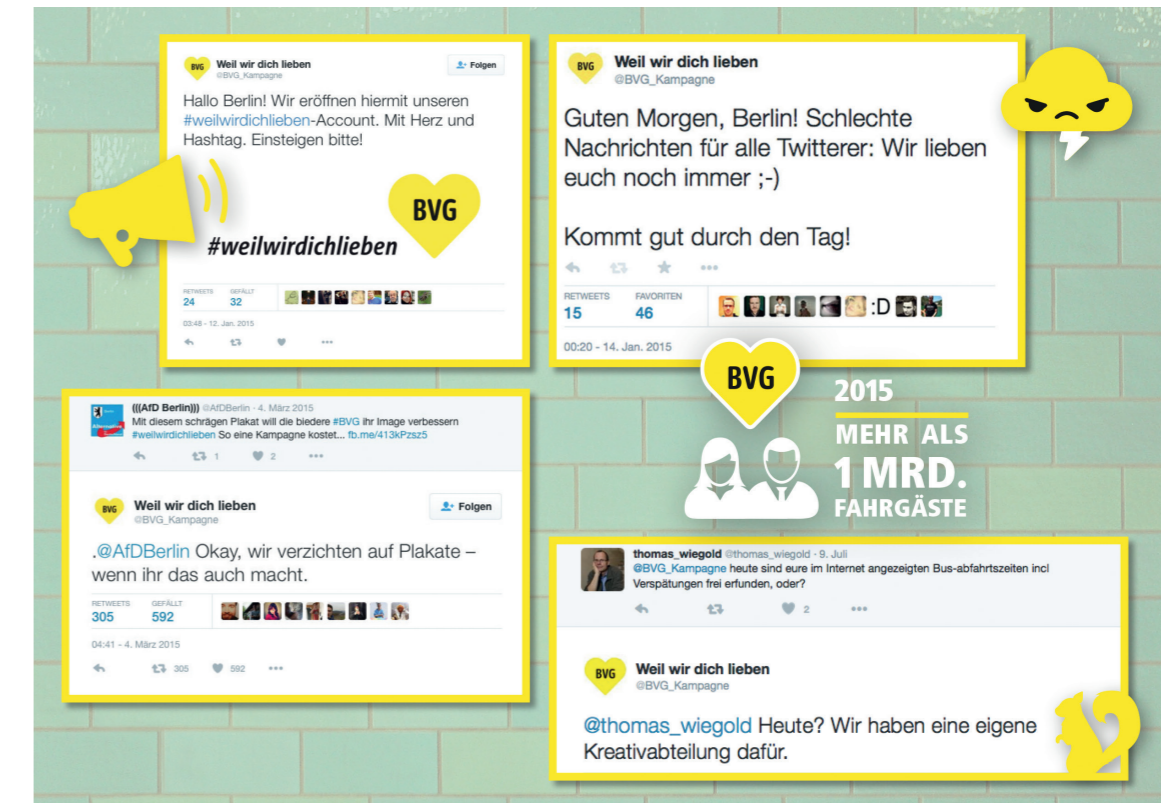 BVG
Weil wir dich lieben
@BVG_Kampagne
Folgen
Hallo Berlin! Wir eröffnen hiermit unseren
#weilwirdichlieben-Account. Mit Herz und
Hashtag. Einsteigen bitte!
BVG
#weilwirdichlieben
RETWEETS
24
GEFÄLLT
32
03:48 - 12. Jan. 2015
BVG
Weil wir dich lieben
@BVG_Kampagne
Guten Morgen, Berlin! Schlechte
Nachrichten für alle Twitterer: Wir lieben
euch noch immer ;-)
Kommt gut durch den Tag!
RETWEETS
15
FAVORITEN
46
:D
00:20 - 14. Jan. 2015
(((AfD Berlin))) @AfDBerlin · 4. März 2015
Mit diesem schrägen Plakat will die biedere #BVG ihr Image verbessern
#weilwirdichlieben So eine Kampagne kostet... fb.me/413kPzsz5
1 2
BVG
Weil wir dich lieben
@BVG_Kampagne
Folgen
.@AfDBerlin Okay, wir verzichten auf Plakate –
wenn ihr das auch macht.
RETWEETS
305
GEFÄLLT
592
04:41 - 4. März 2015
305 592
BVG
2015
MEHR ALS
1 MRD.
FAHRGÄSTE
thomas_wiegold @thomas_wiegold · 9. Juli
@BVG_Kampagne heute sind eure im Internet angezeigten Bus-abfahrtszeiten incl
Verspätungen frei erfunden, oder?
2
BVG
Weil wir dich lieben
@BVG_Kampagne
@thomas_wiegold Heute? Wir haben eine eigene
Kreativabteilung dafür.